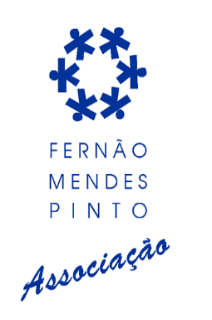 FERNÃO
MENDES
PINTO
Associação